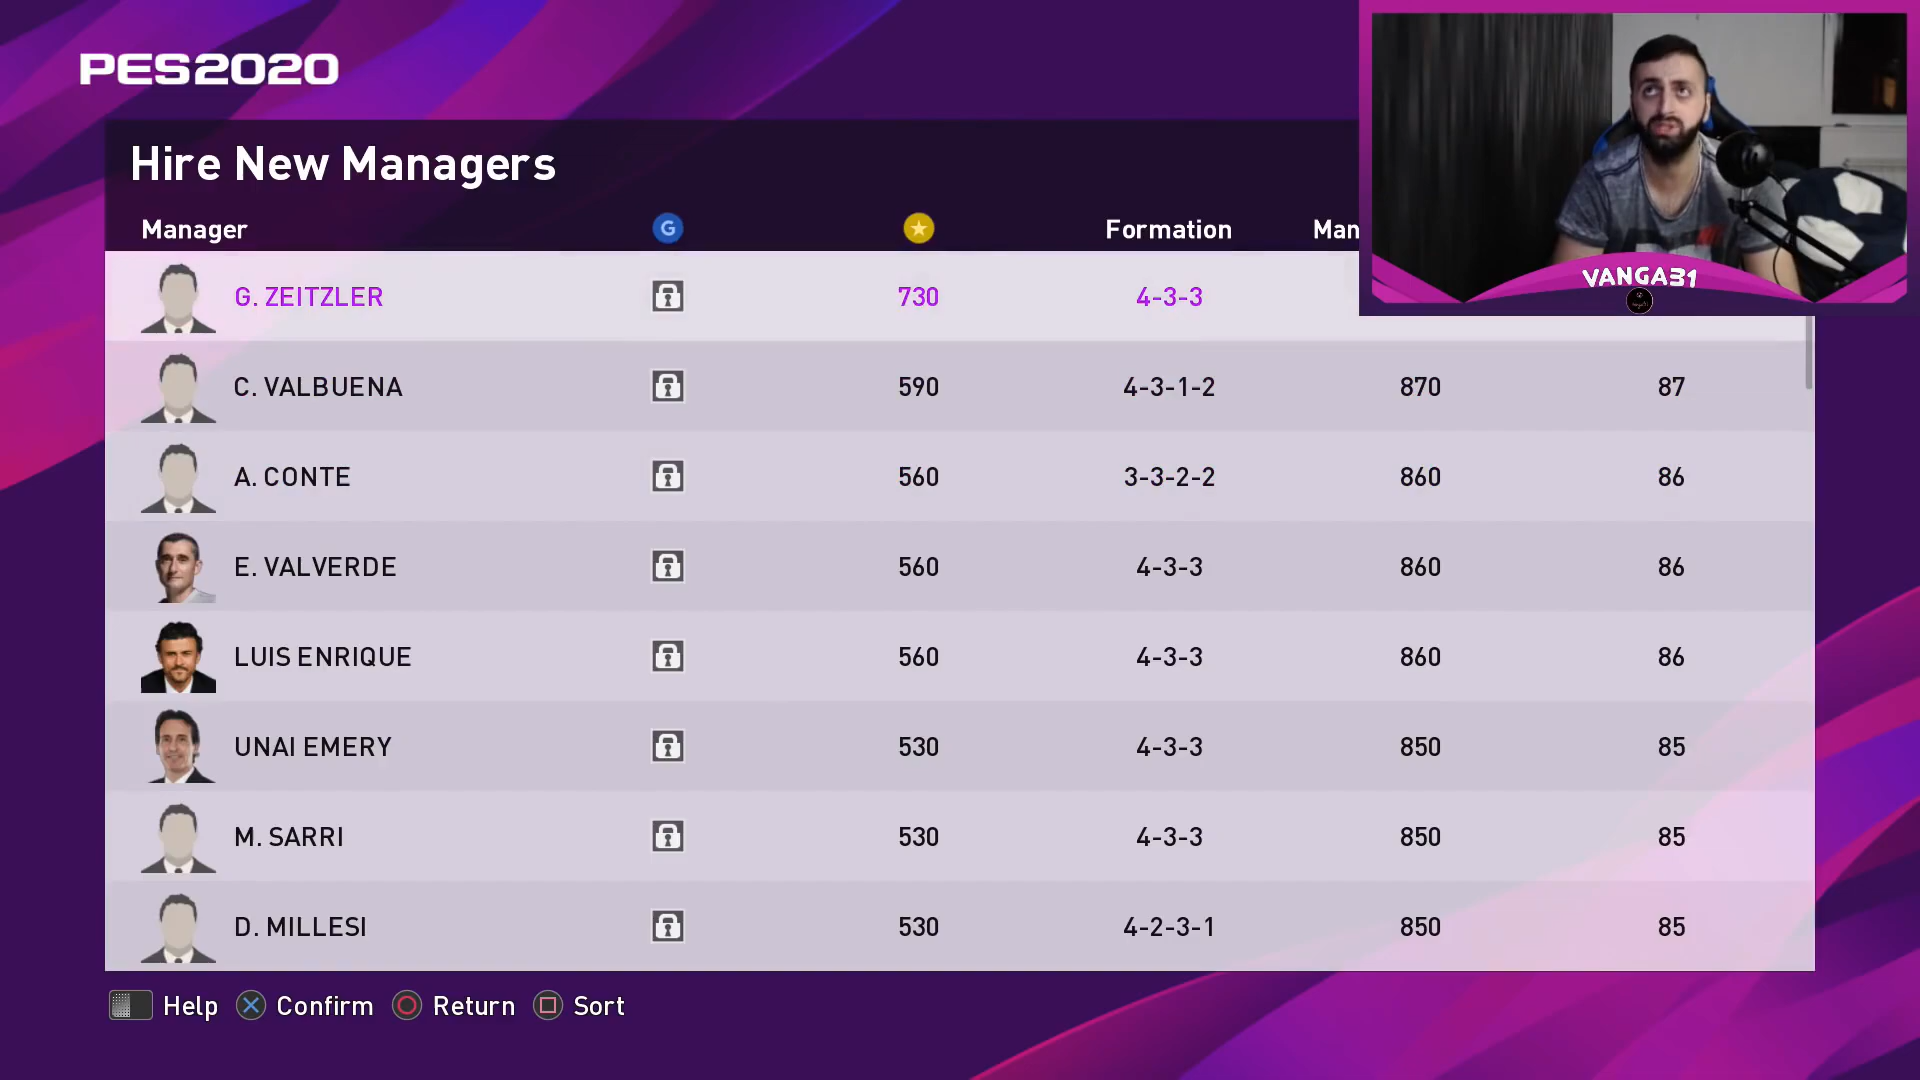 PES2020
Hire New Managers
Manager G Formation Man
G. ZEITZLER 730 4-3-3
C. VALBUENA 590 4-3-1-2 870 87
A. CONTE 560 3-3-2-2 860 86
E. VALVERDE 560 4-3-3 860 86
LUIS ENRIQUE 560 4-3-3 860 86
UNAI EMERY 530 4-3-3 850 85
M. SARRI 530 4-3-3 850 85
D. MILLESI 530 4-2-3-1 850 85
Help Confirm Return Sort
VANGA31